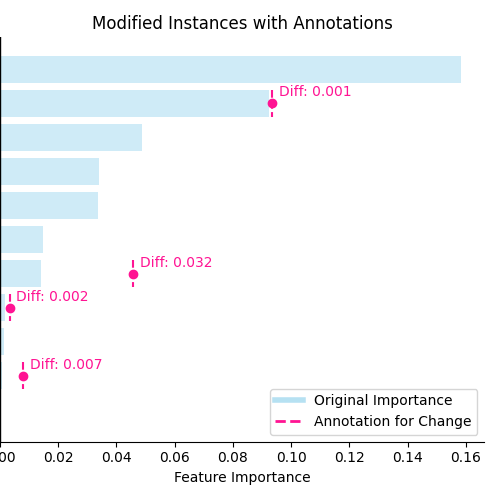 Modified Instances with Annotations
Diff: 0.001
Diff: 0.032
Diff: 0.002
Diff: 0.007
Original Importance
Annotation for Change
00 0.02 0.04 0.06 0.08 0.10 0.12 0.14 0.16
Feature Importance